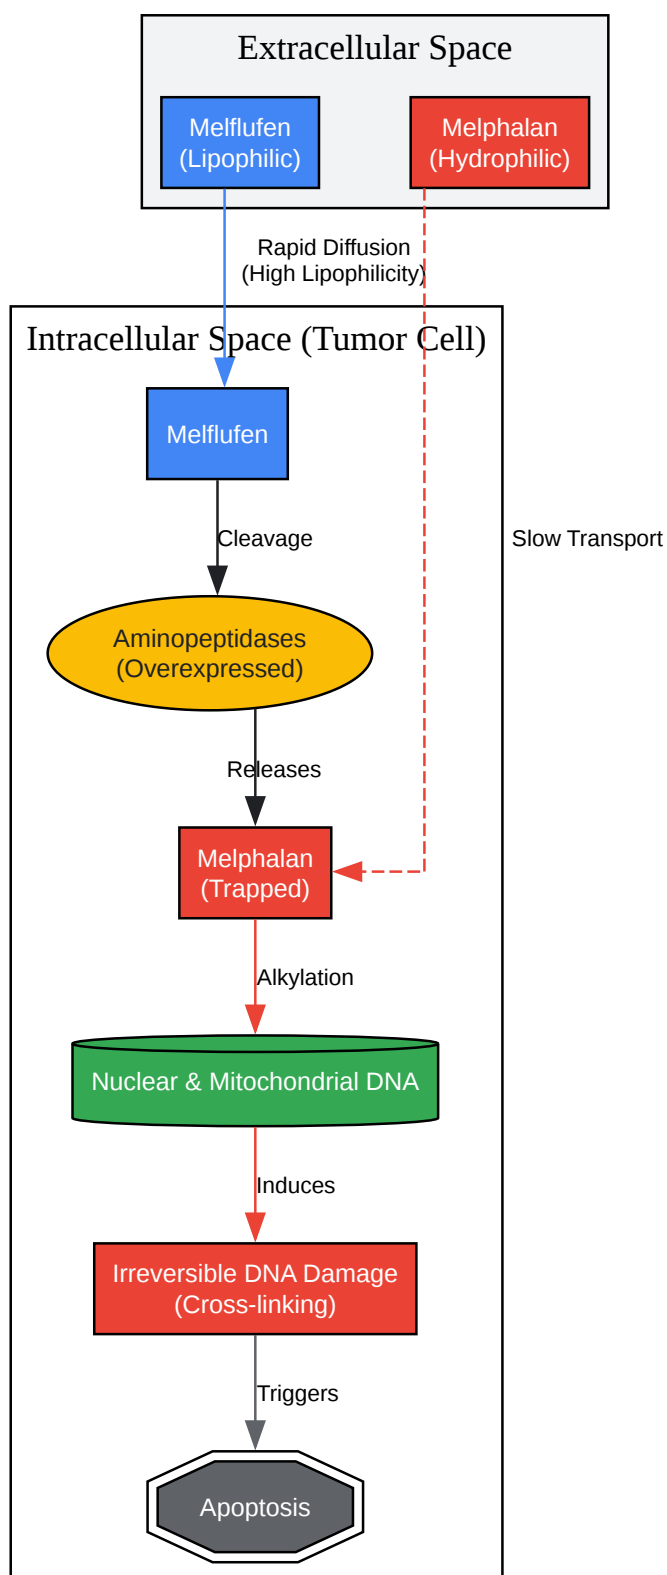 Extracellular Space
Melflufen
(Lipophilic)
Melphalan
(Hydrophilic)
Rapid Diffusion
(High Lipophilicity)
Intracellular Space (Tumor Cell)
Melflufen
Cleavage
Slow Transport
Aminopeptidases
(Overexpressed)
Releases
Melphalan
(Trapped)
Alkylation
Nuclear & Mitochondrial DNA
Induces
Irreversible DNA Damage
(Cross-linking)
Triggers
Apoptosis